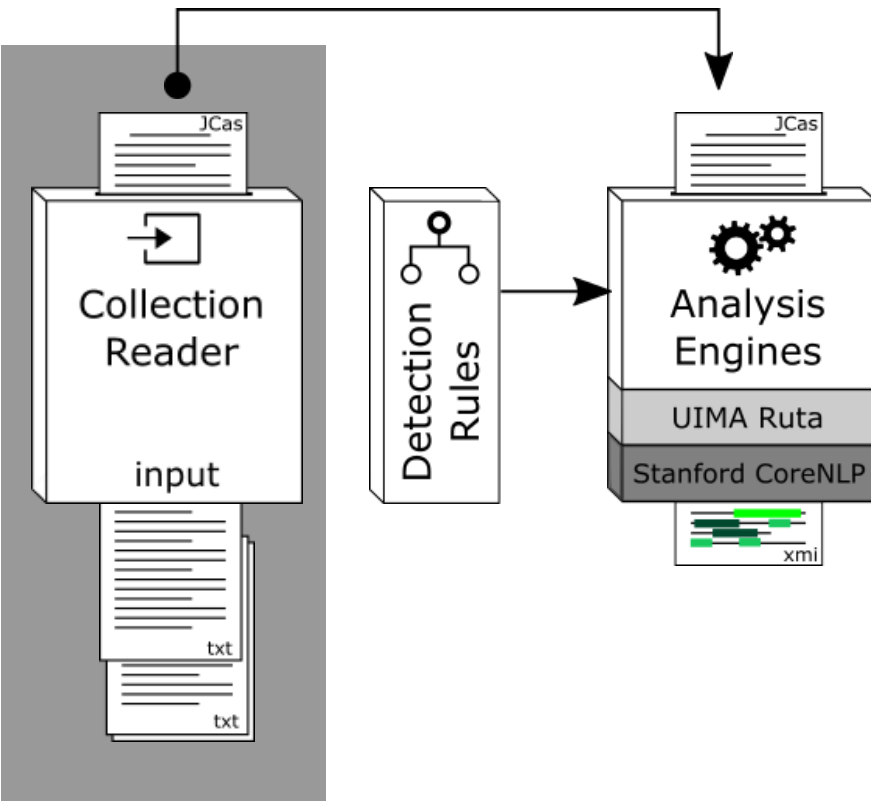 JCas
Collection
Reader
input
txt
txt
Detection
Rules
JCas
Analysis
Engines
UIMA Ruta
Stanford CoreNLP
xmi